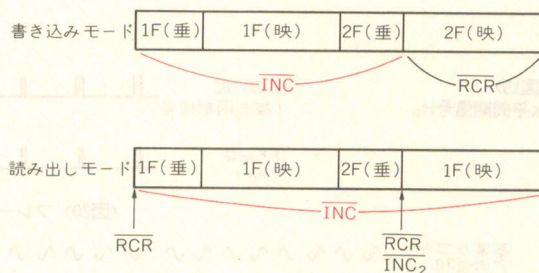 書き込みモード 1F(垂) 1F(映) 2F(垂) 2F(映)
INC RCR
読み出しモード 1F(垂) 1F(映) 2F(垂) 1F(映)
INC
RCR RCR
INC₂